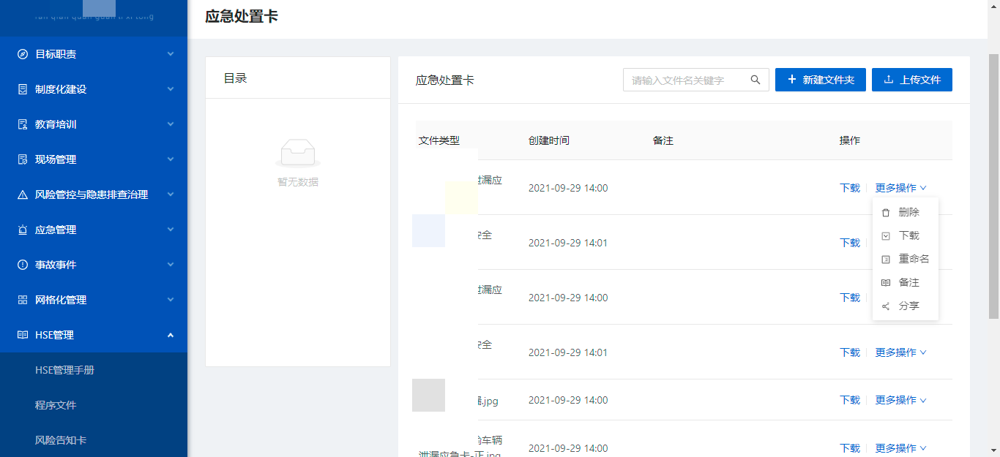 应急处置卡
目标职责
制度化建设
教育培训
现场管理
风险管控与隐患排查治理
应急管理
事故事件
网格化管理
HSE管理
HSE管理手册
程序文件
风险告知卡
目录
暂无数据
应急处置卡
请输入文件名关键字
新建文件夹
上传文件
文件类型 创建时间 备注 操作
泄漏应 2021-09-29 14:00 下载 更多操作
删除
下载
重命名
备注
分享
安全 2021-09-29 14:01 下载
泄漏应 2021-09-29 14:00 下载
安全 2021-09-29 14:01 下载 更多操作
漏.jpg 2021-09-29 14:00 下载 更多操作
车辆 2021-09-29 14:00 下载 更多操作
泄漏应急卡-正.jpg